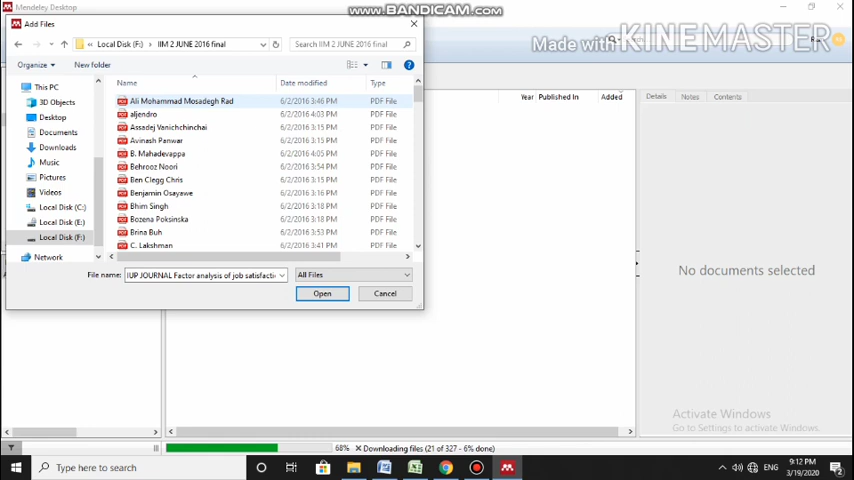 Mendeley Desktop
www.BANDICAM.com
Add Files
Made with KINEMASTER
Local Disk (F:) > IIM 2 JUNE 2016 final
Search IIM 2 JUNE 2016 final
Organize
New folder
This PC
3D Objects
Desktop
Documents
Downloads
Music
Pictures
Videos
Local Disk (C:)
Local Disk (E:)
Local Disk (F:)
Network
Name Date modified Type
Ali Mohammad Mosadegh Rad 6/2/2016 3:46 PM PDF File
aljendro 6/2/2016 4:03 PM PDF File
Assadej Vanichchinchai 6/2/2016 3:15 PM PDF File
Avinash Panwar 6/2/2016 3:15 PM PDF File
B. Mahadevappa 6/2/2016 4:05 PM PDF File
Behrooz Noori 6/2/2016 3:54 PM PDF File
Ben Clegg Chris 6/2/2016 3:15 PM PDF File
Benjamin Osayawe 6/2/2016 3:16 PM PDF File
Bhim Singh 6/2/2016 3:18 PM PDF File
Bozena Poksinska 6/2/2016 3:18 PM PDF File
Brina Buh 6/2/2016 3:53 PM PDF File
C. Lakshman 6/2/2016 3:41 PM PDF File
File name: IUP JOURNAL Factor analysis of job satisfactio
All Files
Open
Cancel
Year Published In Added
Details Notes Contents
No documents selected
Activate Windows
Go to Settings to activate Windows.
68% Downloading files (21 of 327 - 6% done)
Type here to search
ENG
9:12 PM
3/19/2020
2